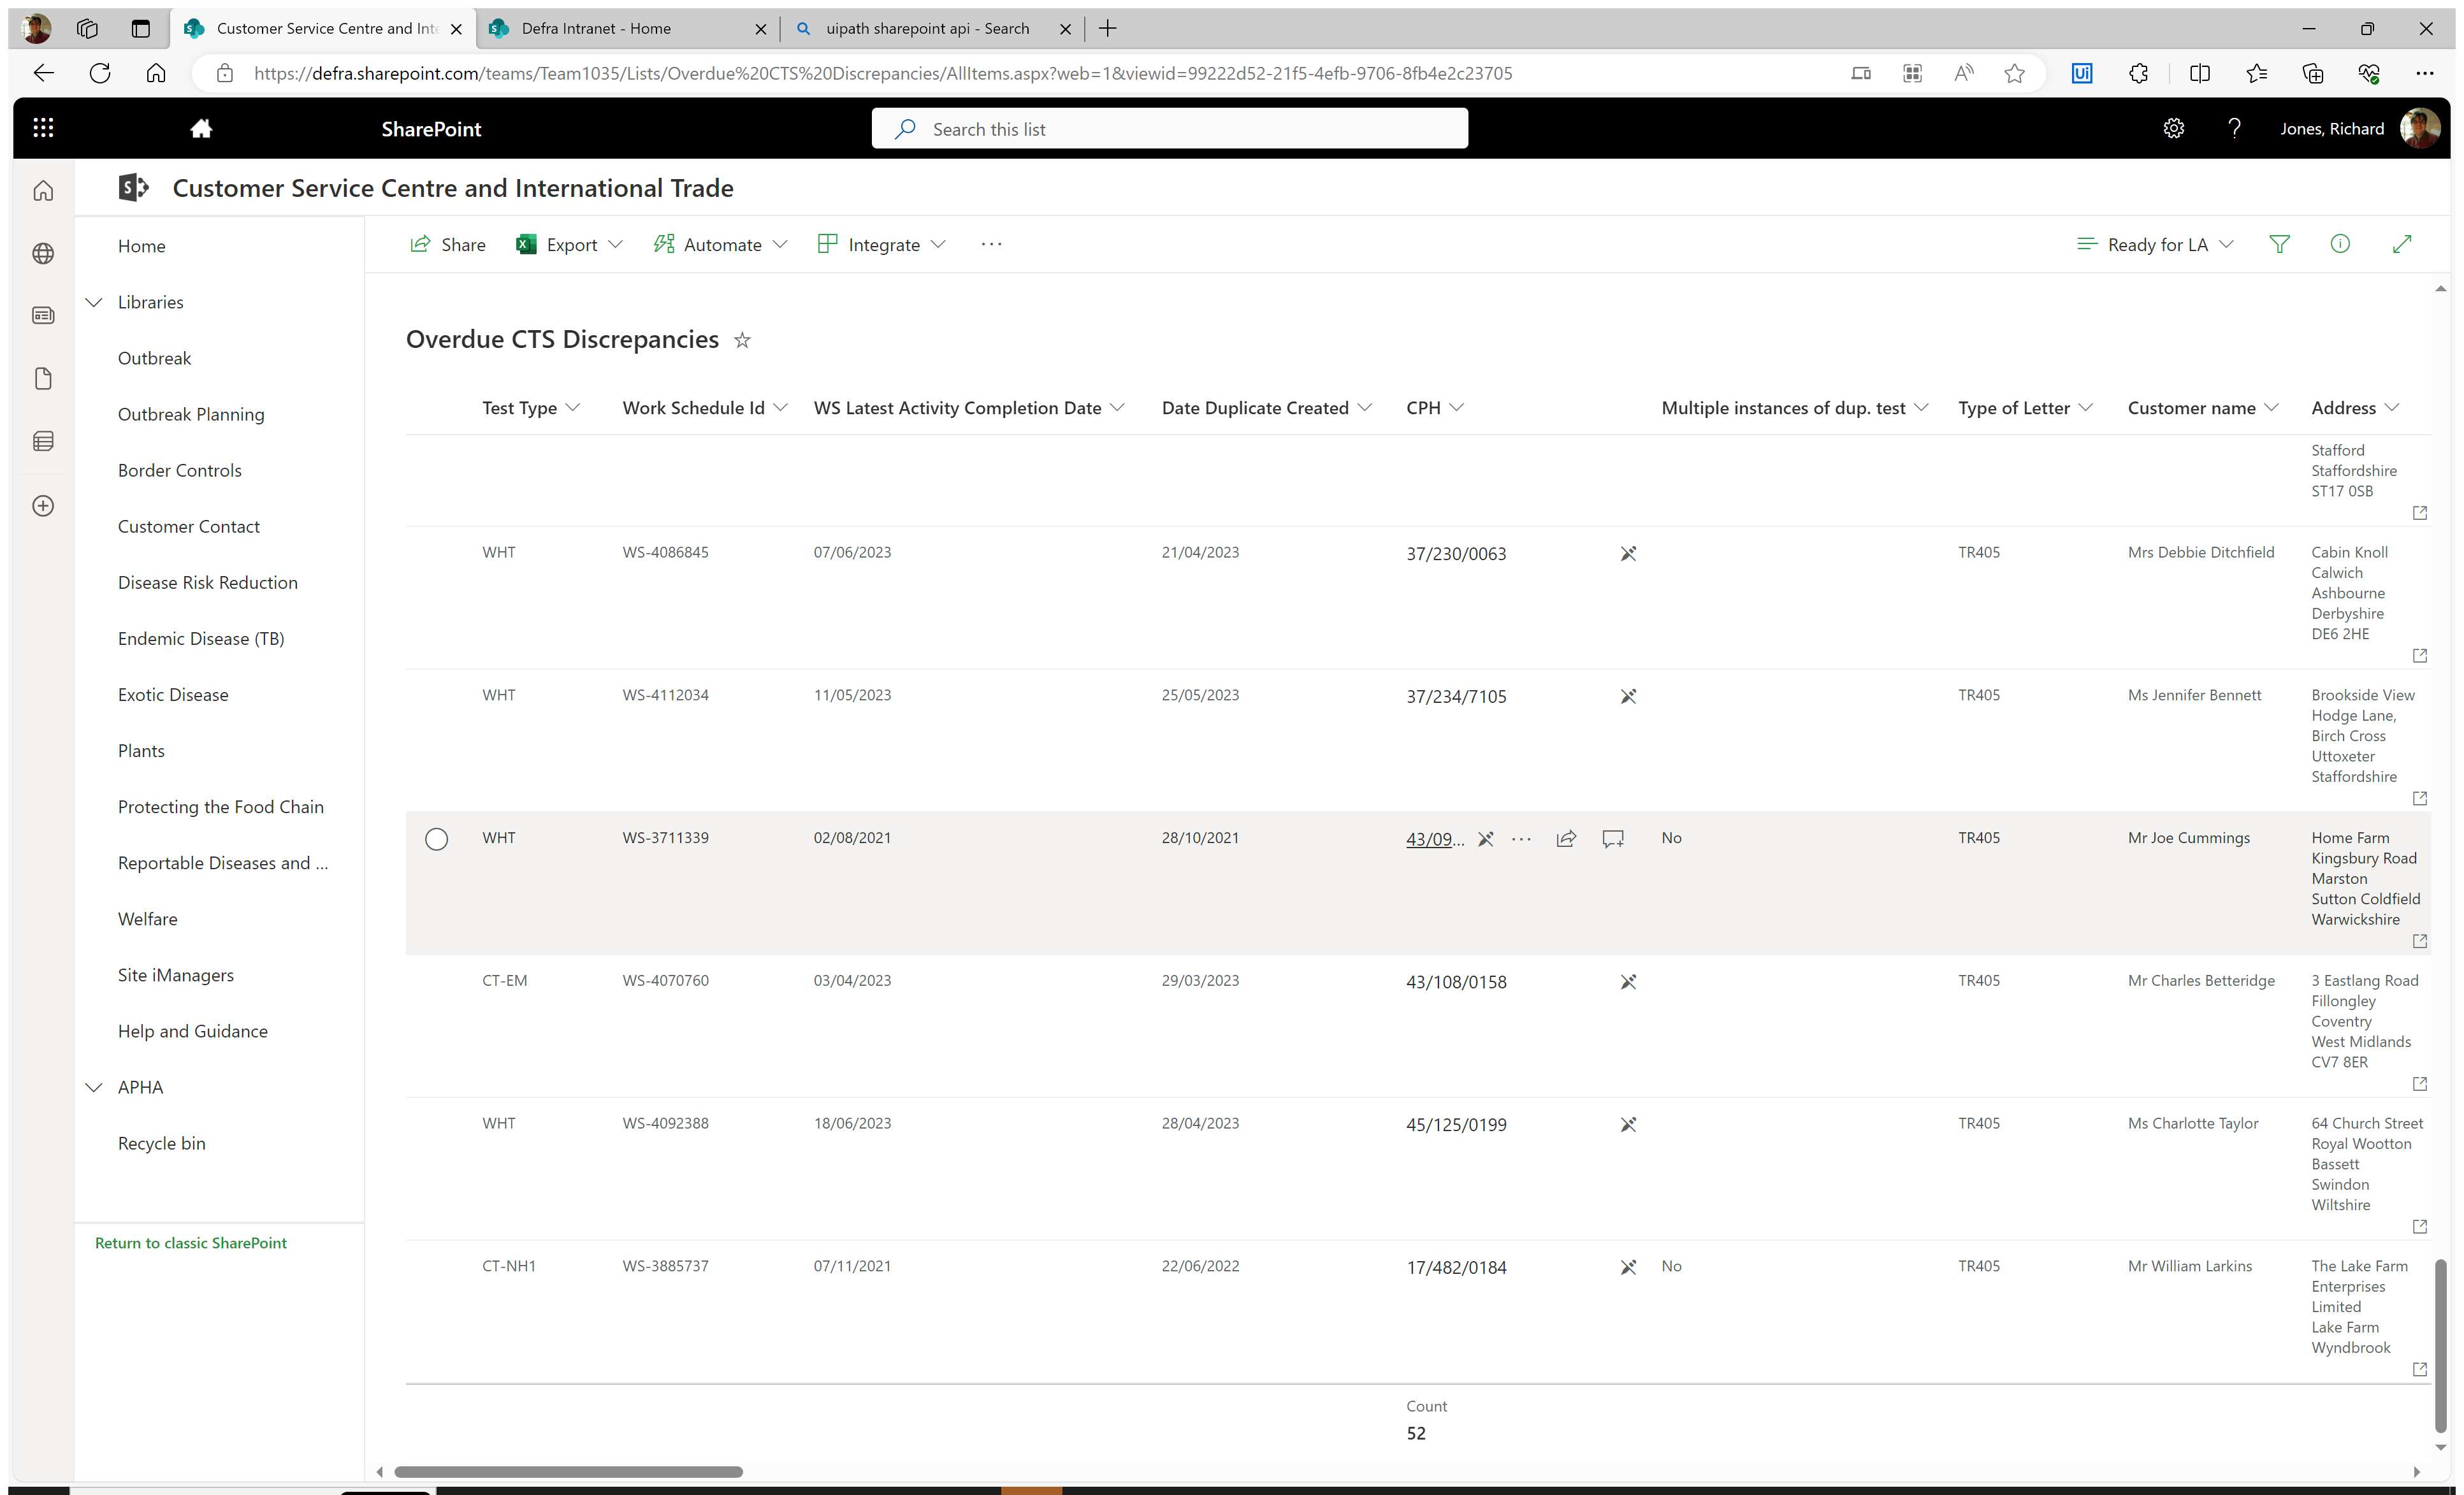 Customer Service Centre and Inte
Defra Intranet - Home
uipath sharepoint api - Search
https://defra.sharepoint.com/teams/Team1035/Lists/Overdue%20CTS%20Discrepancies/AllItems.aspx?web=1&viewid=99222d52-21f5-4efb-9706-8fb4e2c23705
SharePoint
Search this list
Jones, Richard
Customer Service Centre and International Trade
Home
Libraries
Outbreak
Outbreak Planning
Border Controls
Customer Contact
Disease Risk Reduction
Endemic Disease (TB)
Exotic Disease
Plants
Protecting the Food Chain
Reportable Diseases and ...
Welfare
Site iManagers
Help and Guidance
APHA
Recycle bin
Return to classic SharePoint
Share Export Automate Integrate ... Ready for LA
Overdue CTS Discrepancies
Test Type Work Schedule Id WS Latest Activity Completion Date Date Duplicate Created CPH Multiple instances of dup. test Type of Letter Customer name Address
Stafford
Staffordshire
ST17 0SB
WHT WS-4086845 07/06/2023 21/04/2023 37/230/0063 TR405 Mrs Debbie Ditchfield Cabin Knoll
Calwich
Ashbourne
Derbyshire
DE6 2HE
WHT WS-4112034 11/05/2023 25/05/2023 37/234/7105 TR405 Ms Jennifer Bennett Brookside View
Hodge Lane,
Birch Cross
Uttoxeter
Staffordshire
WHT WS-3711339 02/08/2021 28/10/2021 43/09... No TR405 Mr Joe Cummings Home Farm
Kingsbury Road
Marston
Sutton Coldfield
Warwickshire
CT-EM WS-4070760 03/04/2023 29/03/2023 43/108/0158 TR405 Mr Charles Betteridge 3 Eastlang Road
Fillongley
Coventry
West Midlands
CV7 8ER
WHT WS-4092388 18/06/2023 28/04/2023 45/125/0199 TR405 Ms Charlotte Taylor 64 Church Street
Royal Wootton
Bassett
Swindon
Wiltshire
CT-NH1 WS-3885737 07/11/2021 22/06/2022 17/482/0184 No TR405 Mr William Larkins The Lake Farm
Enterprises
Limited
Lake Farm
Wyndbrook
Count
52